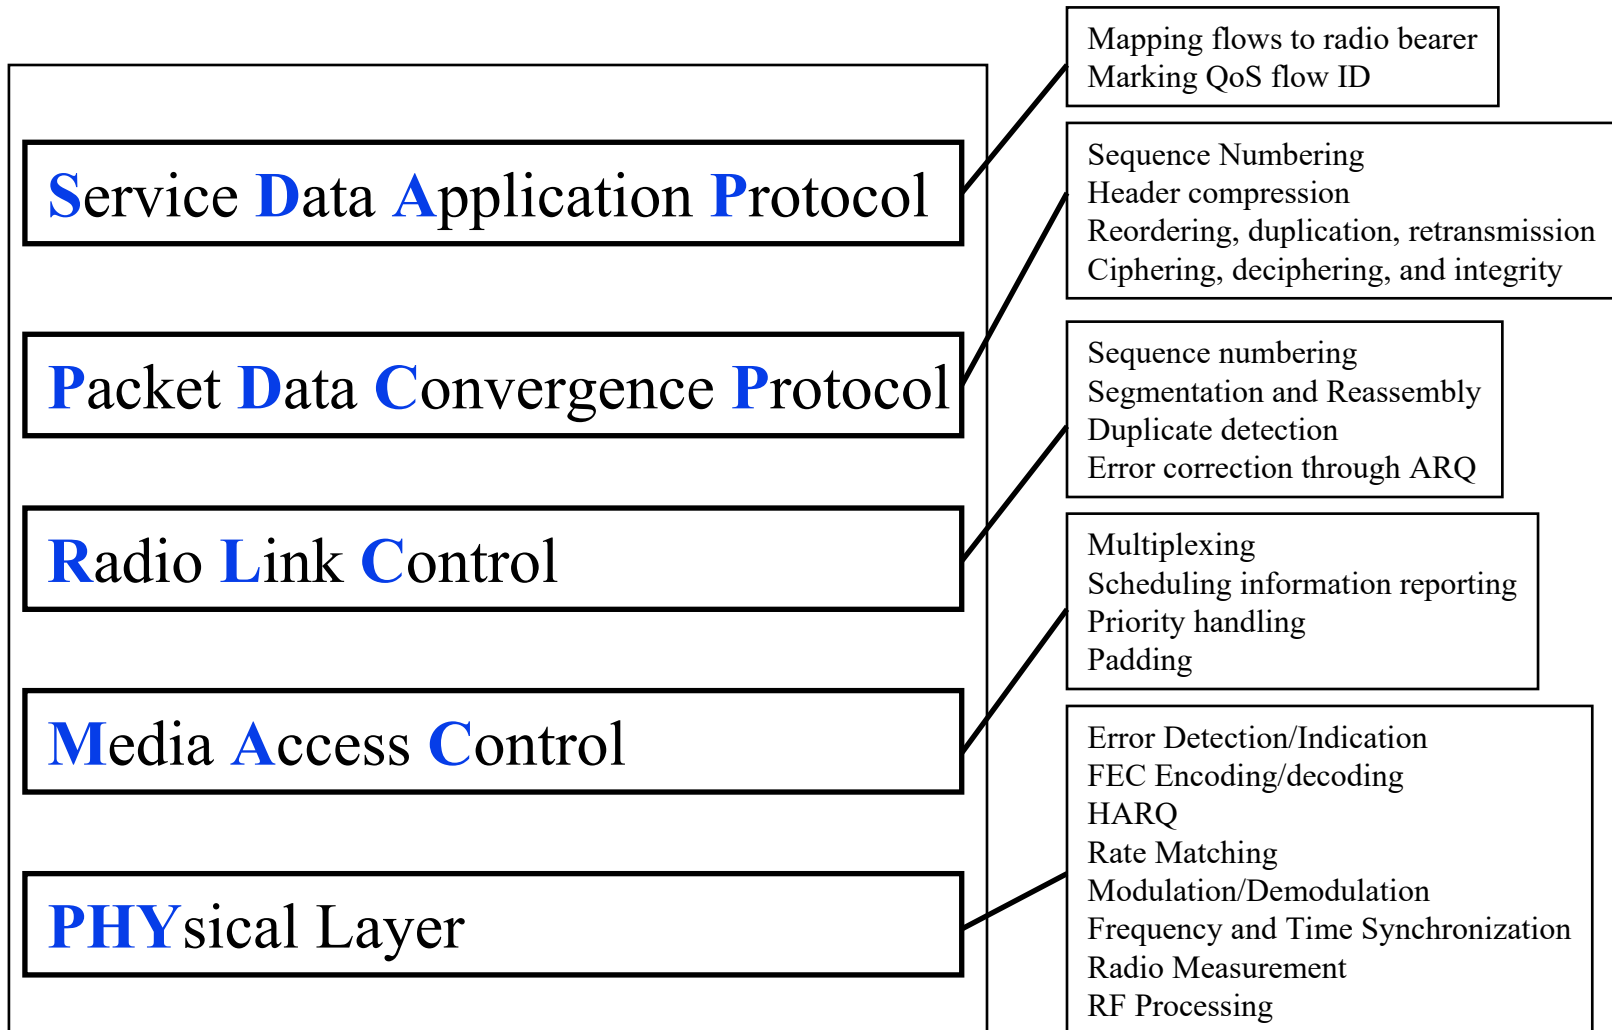 Mapping flows to radio bearer
Marking QoS flow ID
Service Data Application Protocol
Sequence Numbering
Header compression
Reordering, duplication, retransmission
Ciphering, deciphering, and integrity
Packet Data Convergence Protocol
Sequence numbering
Segmentation and Reassembly
Duplicate detection
Error correction through ARQ
Radio Link Control
Multiplexing
Scheduling information reporting
Priority handling
Padding
Media Access Control
Error Detection/Indication
FEC Encoding/decoding
HARQ
Rate Matching
Modulation/Demodulation
Frequency and Time Synchronization
Radio Measurement
RF Processing
PHYsical Layer